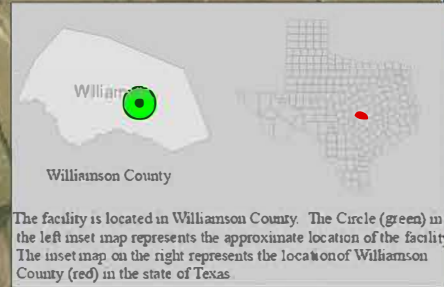 William
Williamson County
The facility is located in Williamson County. The Circle (green) in
the left inset map represents the approximate location of the facility
The inset map on the right represents the location of Williamson
County (red) in the state of Texas